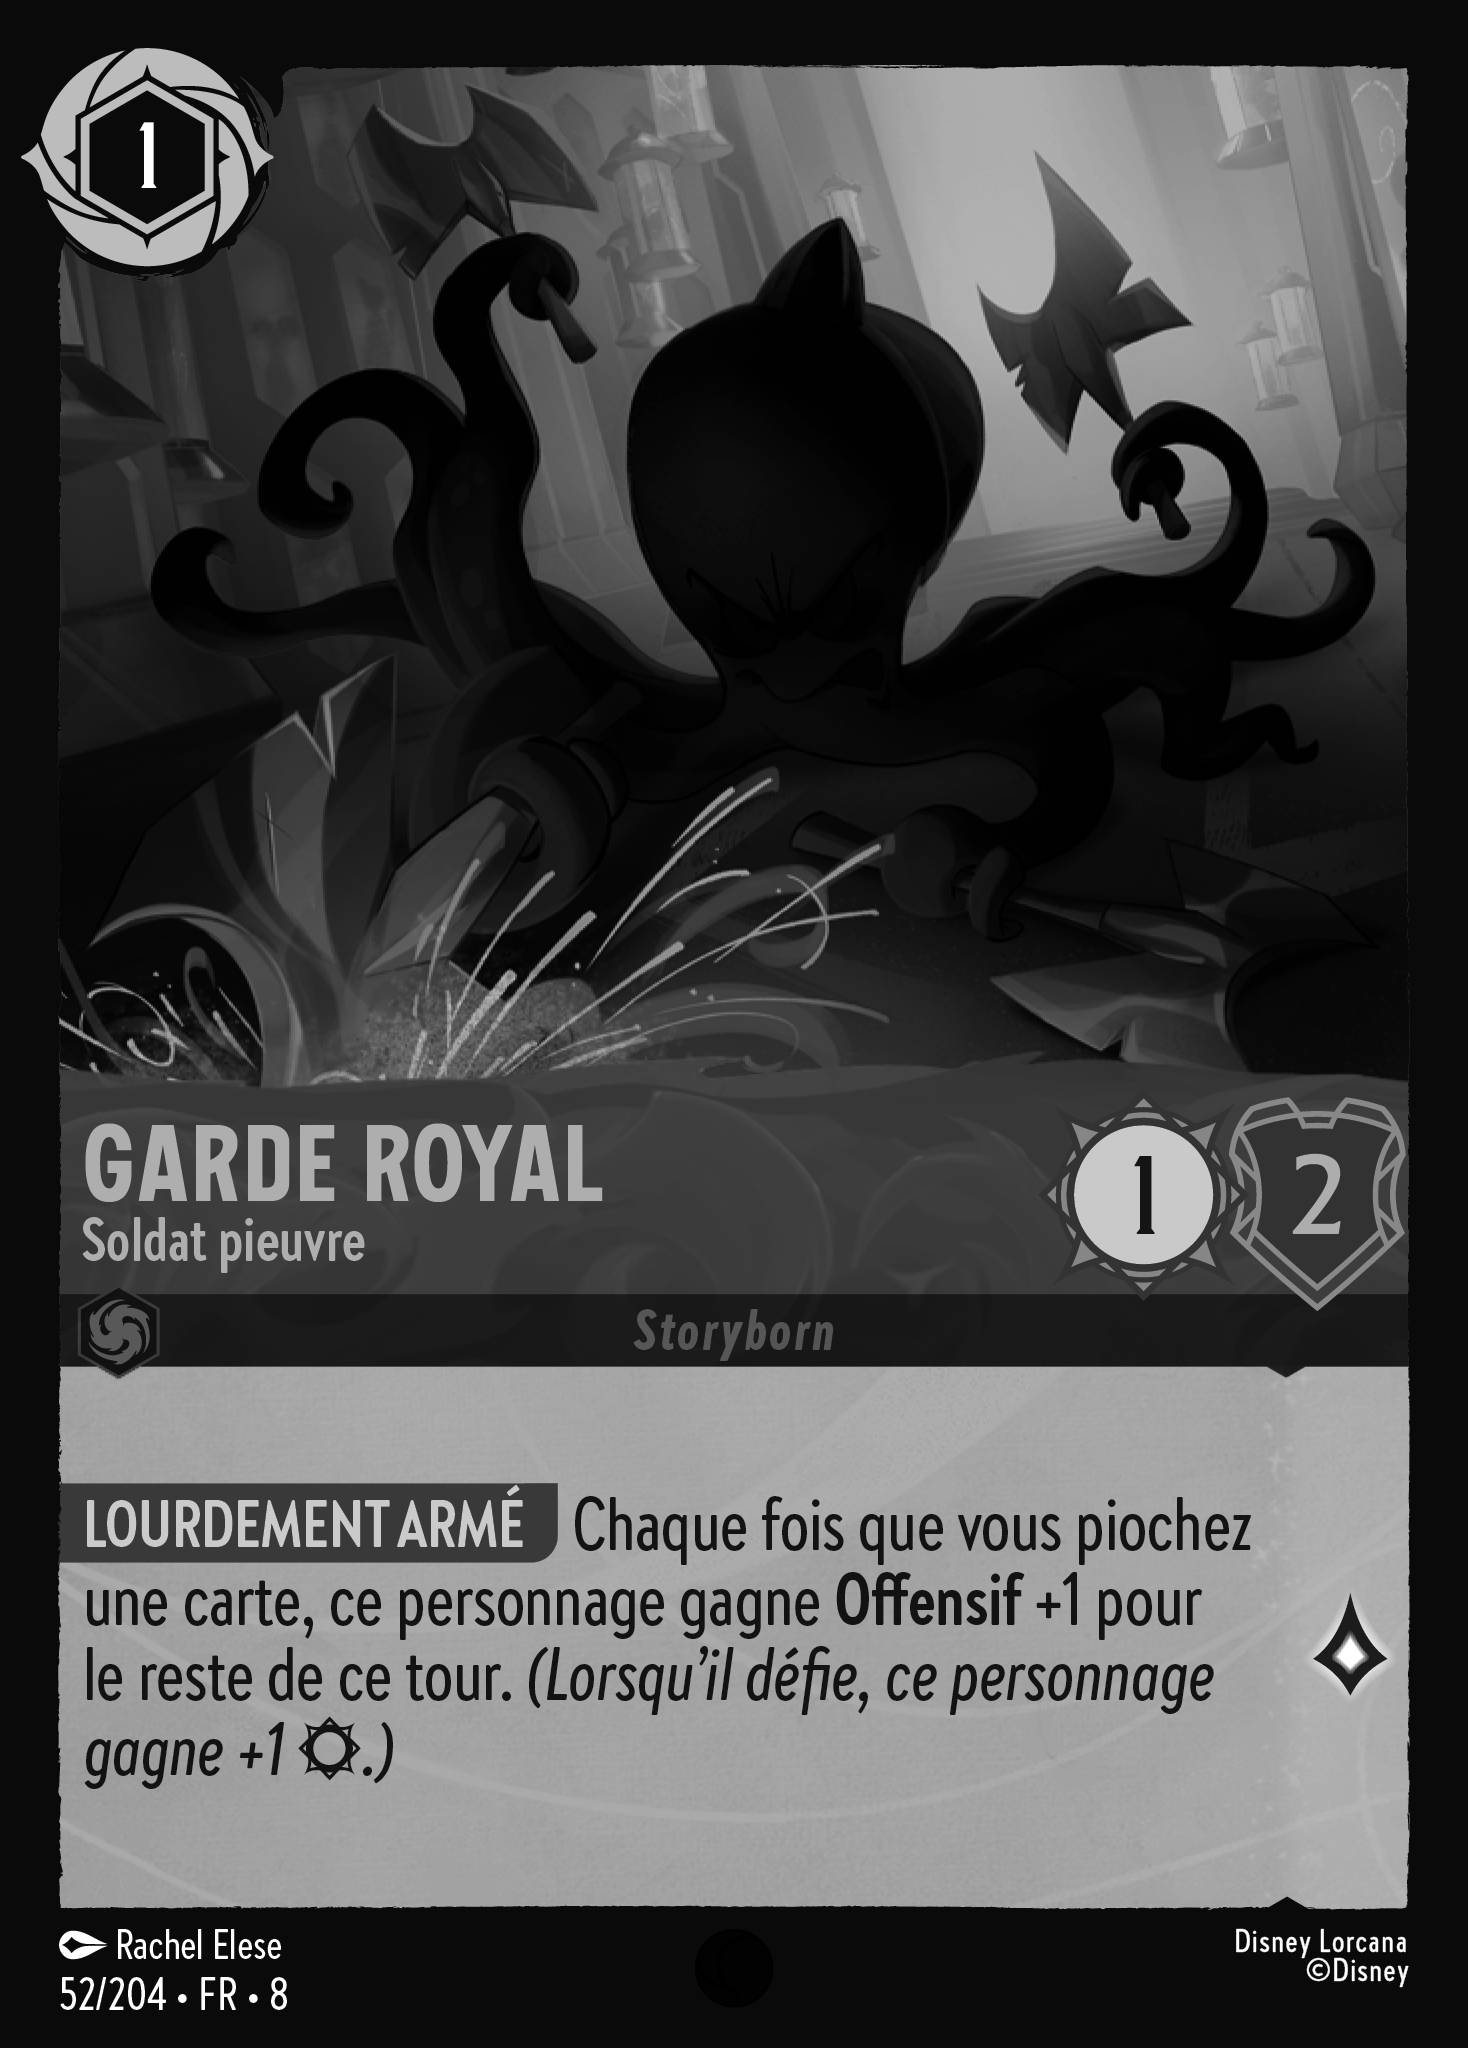 1
GARDE ROYAL
Soldat pieuvre
1
2
Storyborn
LOURDEMENT ARMÉ Chaque fois que vous piochez
une carte, ce personnage gagne Offensif +1 pour
le reste de ce tour. (Lorsqu’il défie, ce personnage
gagne +1 .)
Rachel Elese
52/204 • FR • 8
Disney Lorcana
©Disney